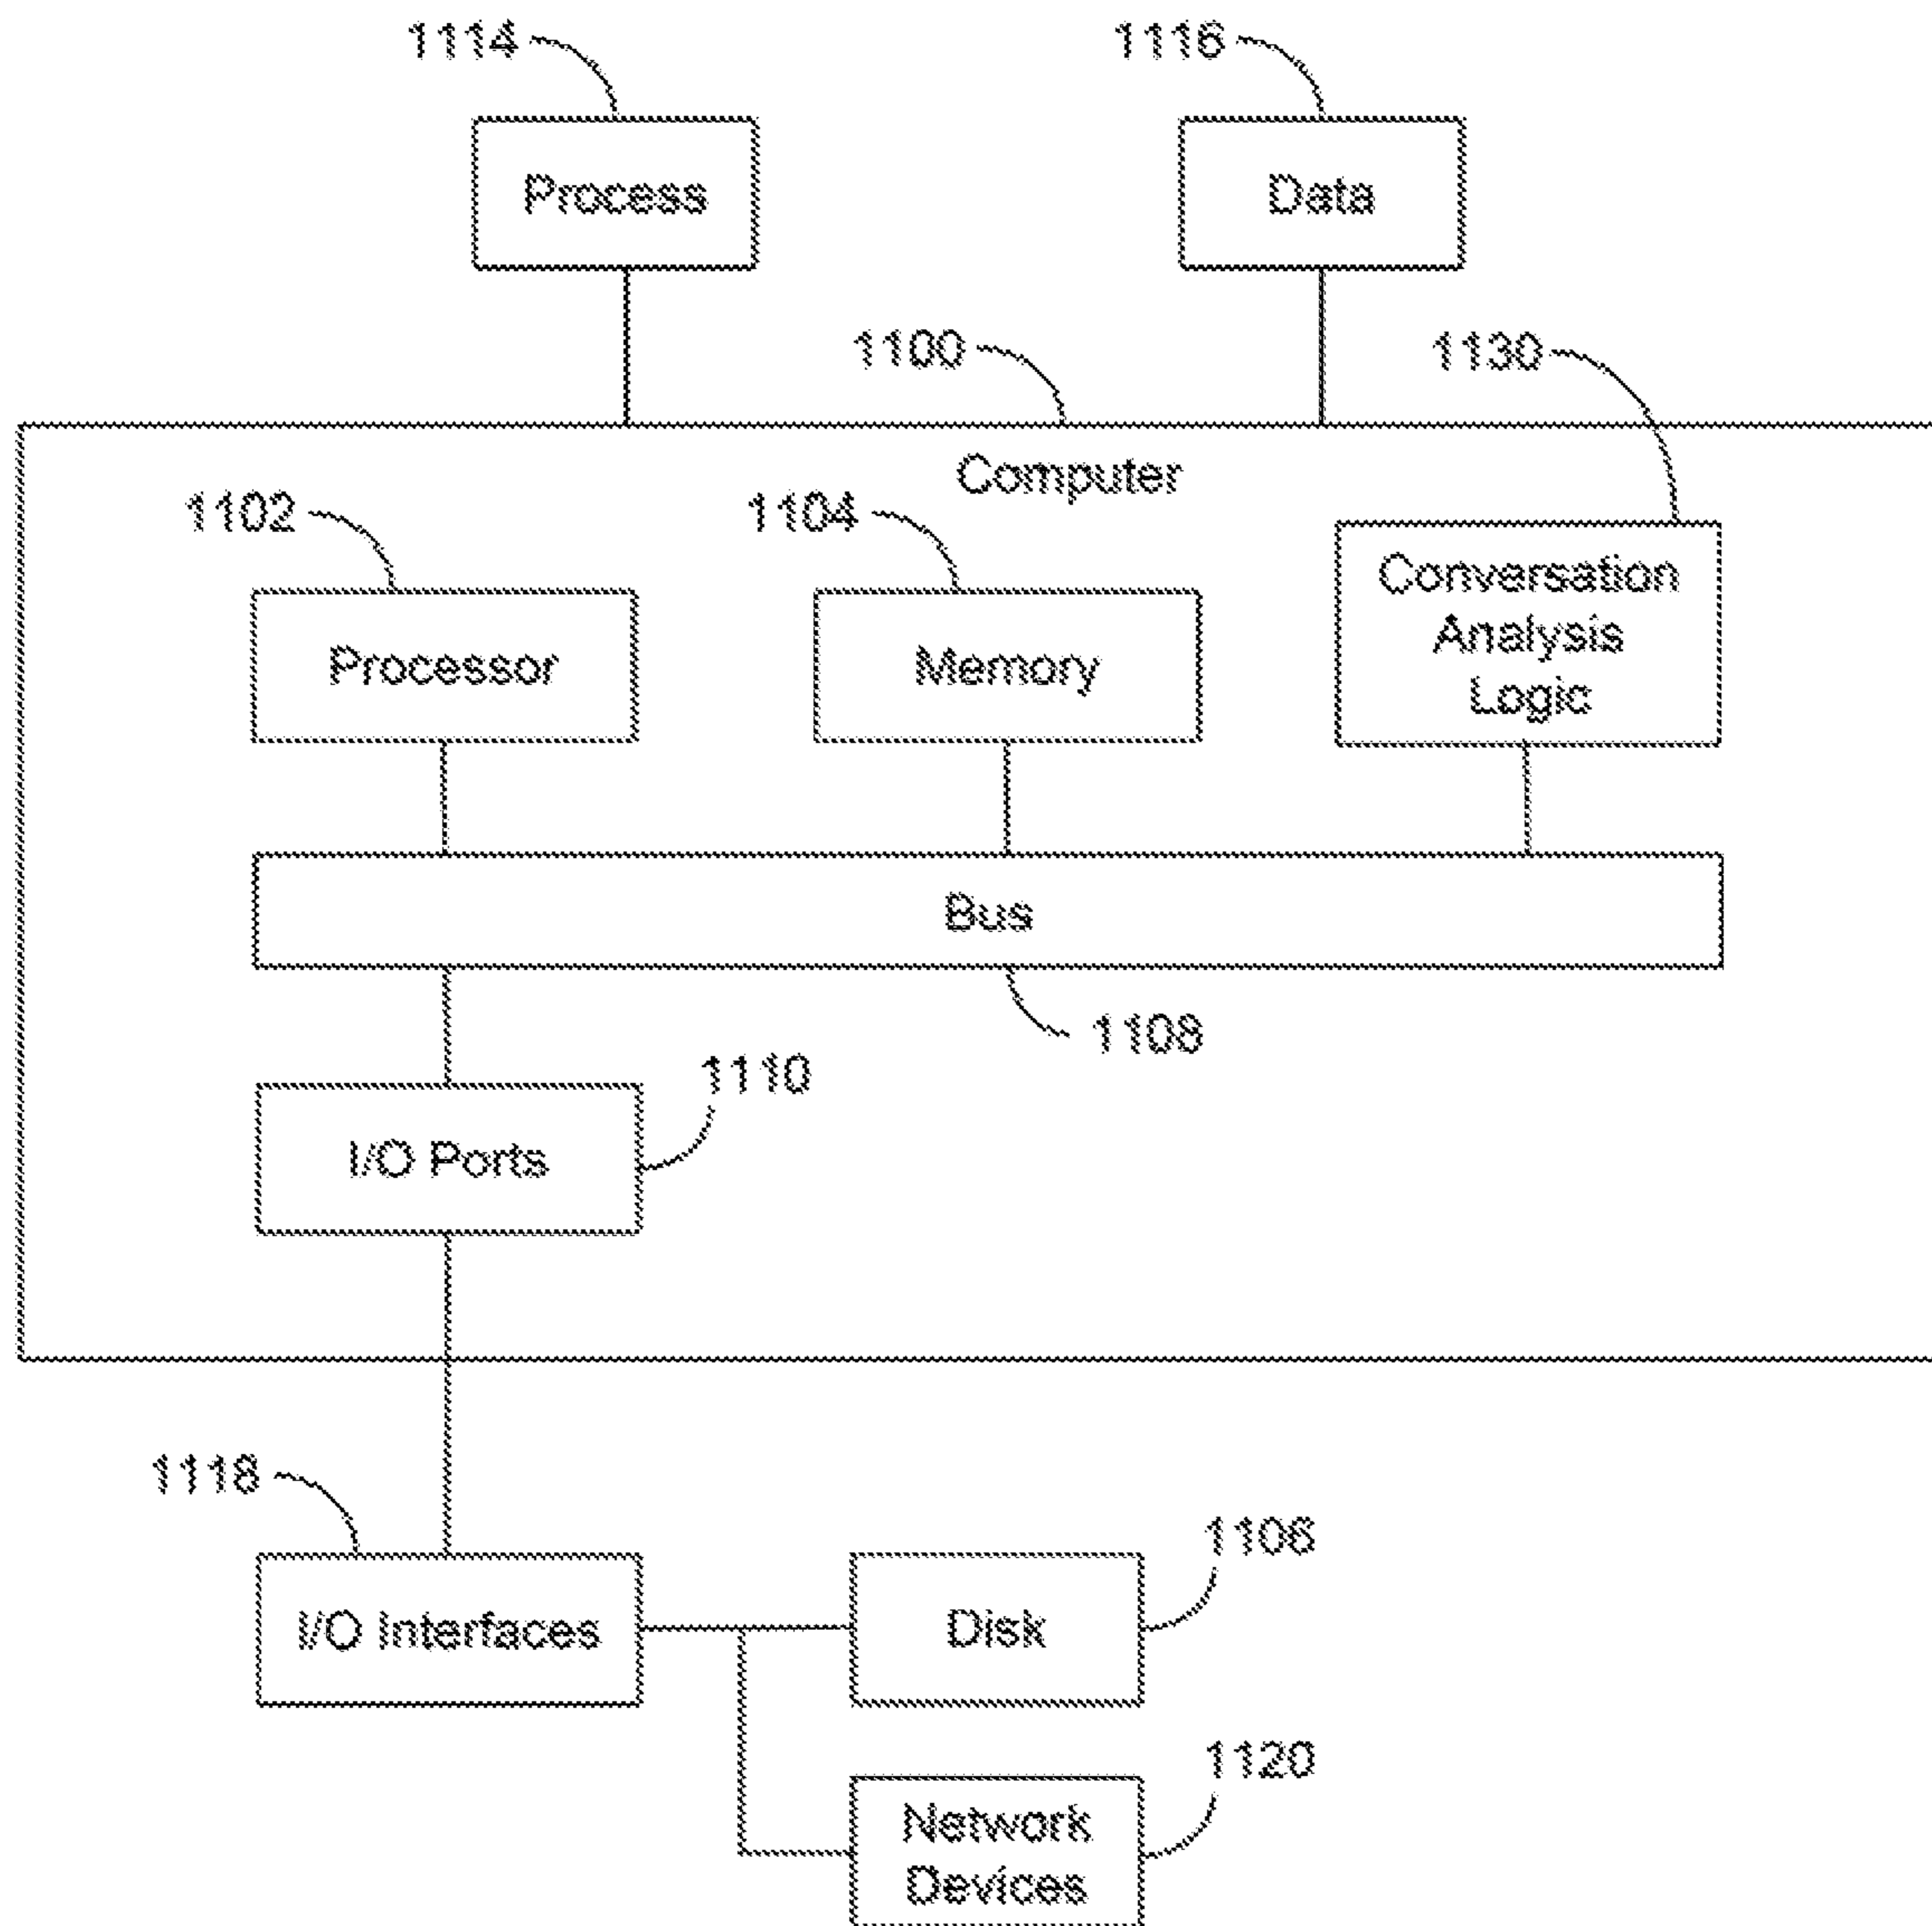 1114
1116
Process
Data
1100
1130
Computer
1102
1104
Conversation
Analysis
Logic
Processor
Memory
Bus
1108
1110
I/O Ports
1118
1106
I/O Interfaces
Disk
1120
Network
Devices